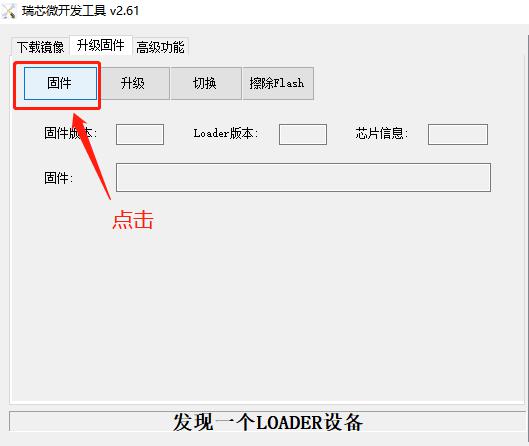 瑞芯微开发工具 v2.61
下载镜像 升级固件 高级功能
固件 升级 切换 擦除Flash
固件版本: Loader版本: 芯片信息:
固件:
点击
发现一个LOADER设备